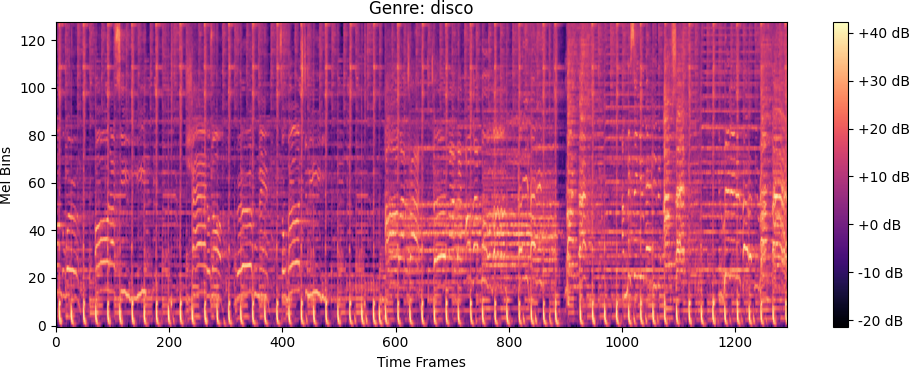 Genre: disco
Mel Bins
120
100
80
60
40
20
0
0
200
400
600
800
1000
1200
Time Frames
+40 dB
+30 dB
+20 dB
+10 dB
+0 dB
-10 dB
-20 dB